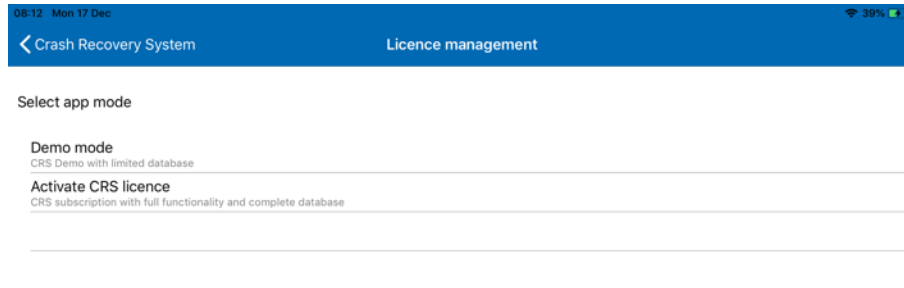 08:12 Mon 17 Dec 39%
Crash Recovery System Licence management
Select app mode
Demo mode
CRS Demo with limited database
Activate CRS licence
CRS subscription with full functionality and complete database